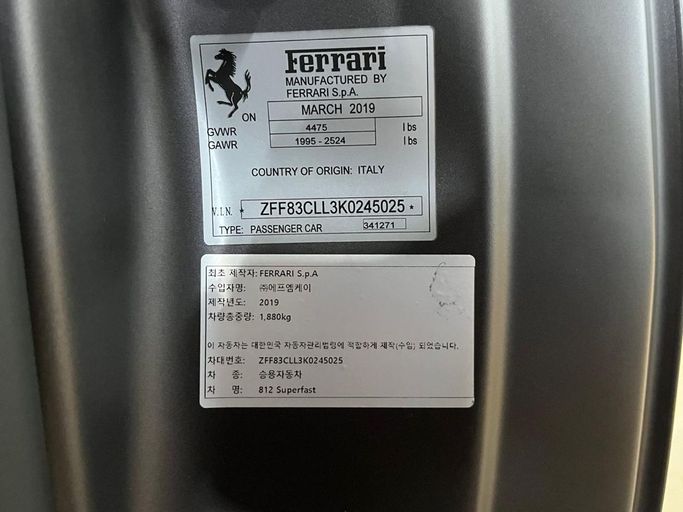 Ferrari
MANUFACTURED BY
FERRARI S.p.A.
ON MARCH 2019
GVWR 4475 lbs
GAWR 1995 - 2524 lbs
COUNTRY OF ORIGIN: ITALY
V.I.N. * ZFF83CLL3K0245025 *
TYPE: PASSENGER CAR 341271
최초 제작자: FERRARI S.p.A
수입자명: ㈜에프엠케이
제작년도: 2019
차량총중량: 1,880kg
이 자동차는 대한민국 자동차관리법령에 적합하게 제작(수입) 되었습니다.
차대번호: ZFF83CLL3K0245025
차 종: 승용자동차
차 명: 812 Superfast